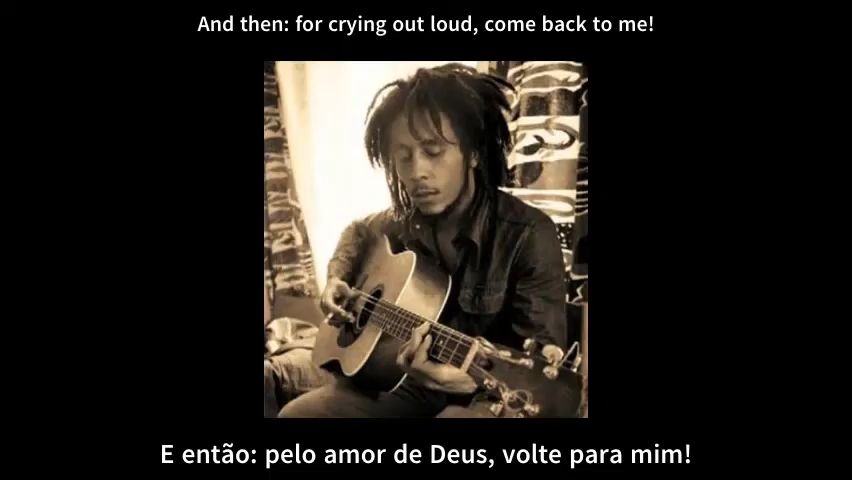 And then: for crying out loud, come back to me!
E então: pelo amor de Deus, volte para mim!